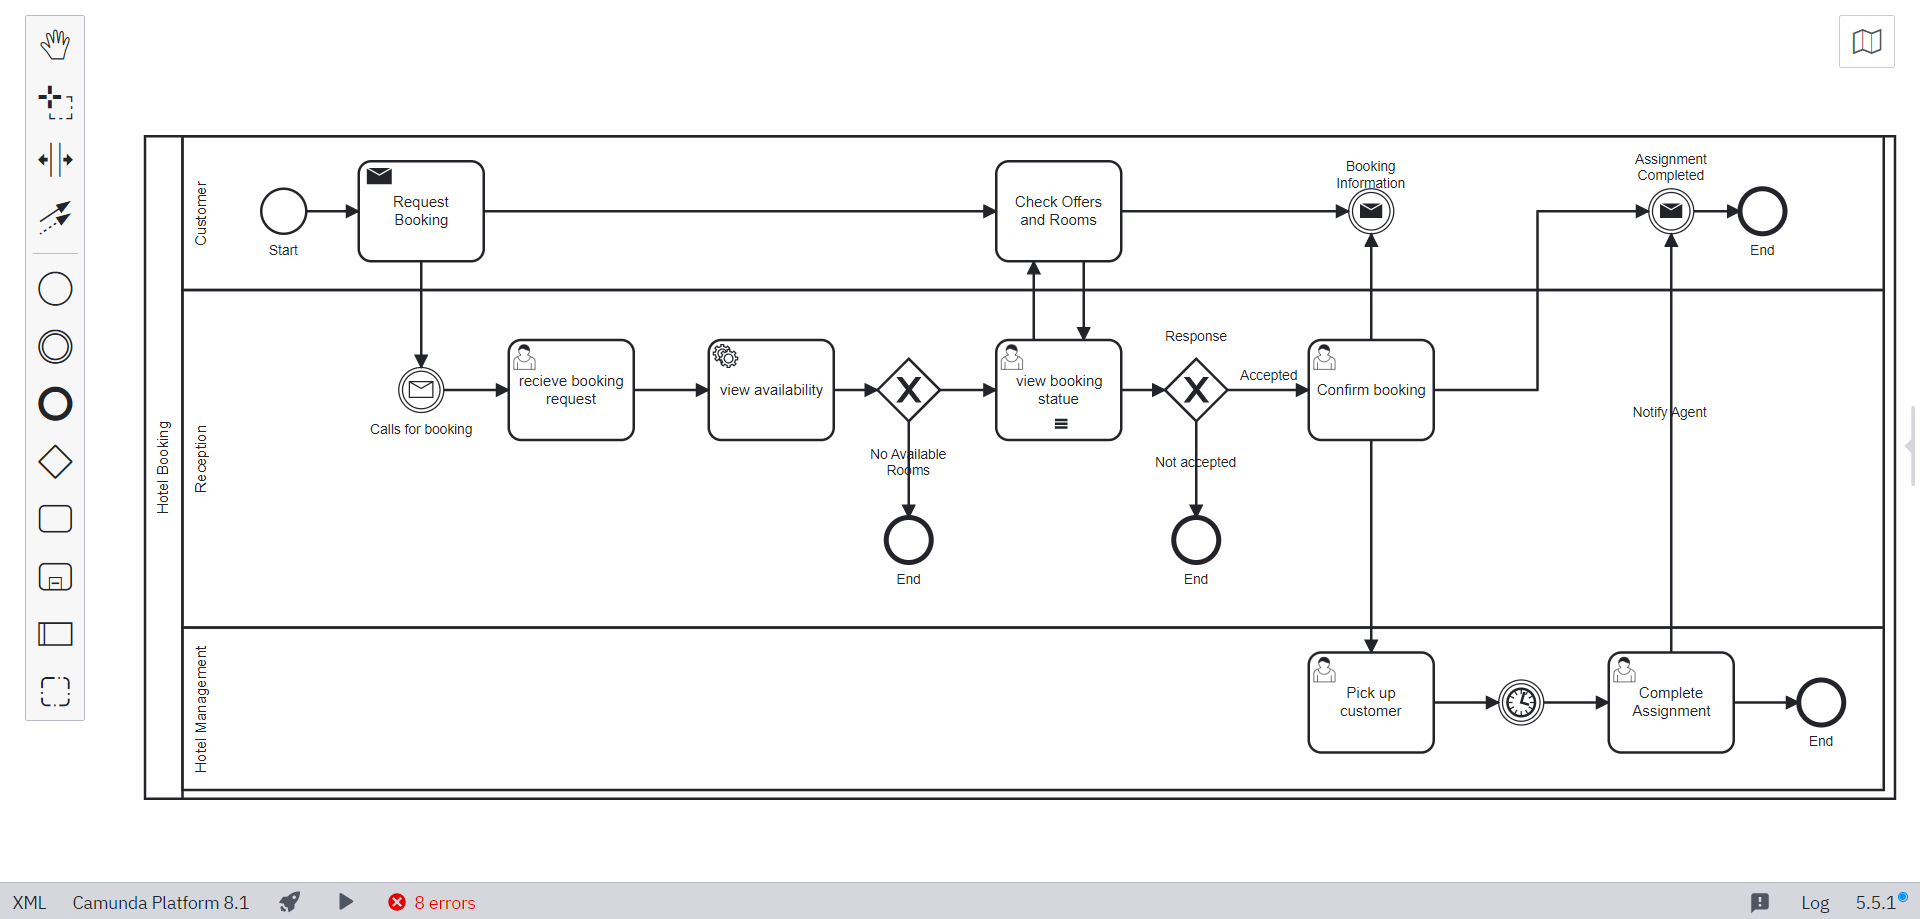 Hotel Booking
Customer
Start
Request
Booking
Check Offers
and Rooms
Booking
Information
Assignment
Completed
End
Reception
Calls for booking
recieve booking
request
view availability
No Available
Rooms
End
view booking
statue
Response
Accepted
Not accepted
End
Confirm booking
Notify Agent
Hotel Management
Pick up
customer
Complete
Assignment
End
XML
Camunda Platform 8.1
8 errors
Log
5.5.1